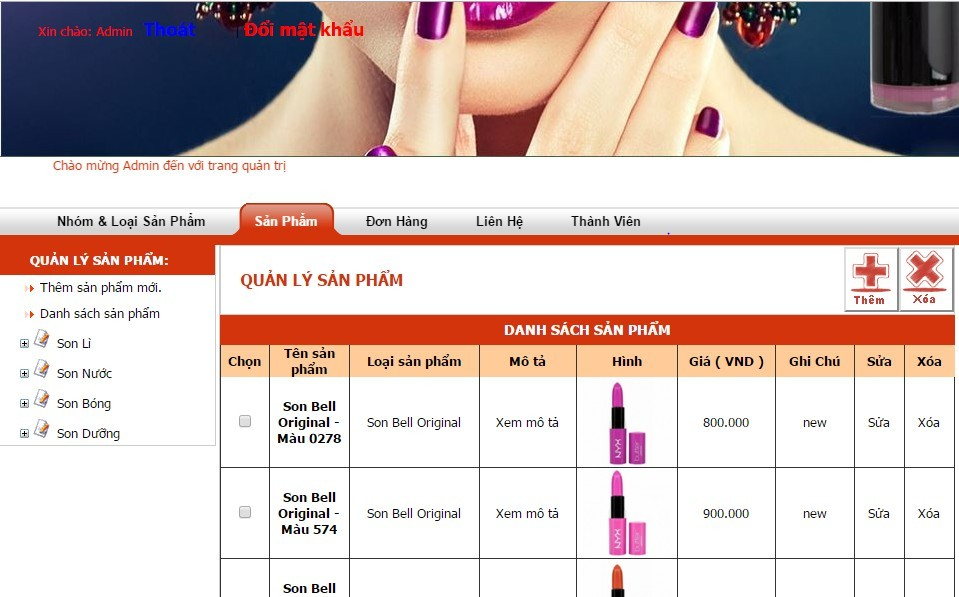 Xin chào: Admin Thoát | Đổi mật khẩu
Chào mừng Admin đến với trang quản trị
Nhóm & Loại Sản Phẩm Sản Phẩm Đơn Hàng Liên Hệ Thành Viên
QUẢN LÝ SẢN PHẨM:
Thêm sản phẩm mới.
Danh sách sản phẩm
Son Lì
Son Nước
Son Bóng
Son Dưỡng
QUẢN LÝ SẢN PHẨM
Thêm Xóa
DANH SÁCH SẢN PHẨM
Chọn Tên sản phẩm Loại sản phẩm Mô tả Hình Giá ( VND ) Ghi Chú Sửa Xóa
Son Bell
Original -
Màu 0278
Son Bell Original Xem mô tả NYX 800.000 new Sửa Xóa
Son Bell
Original -
Màu 574
Son Bell Original Xem mô tả NYX 900.000 new Sửa Xóa
Son Bell